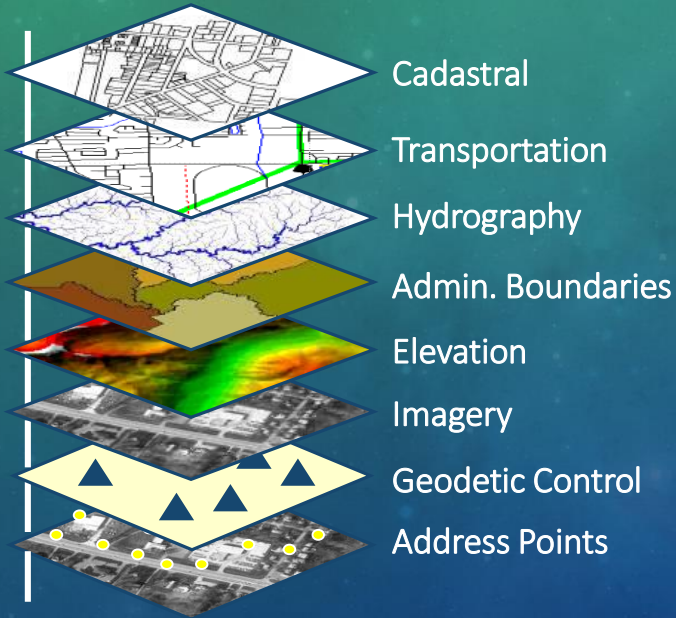 Cadastral
Transportation
Hydrography
Admin. Boundaries
Elevation
Imagery
Geodetic Control
Address Points